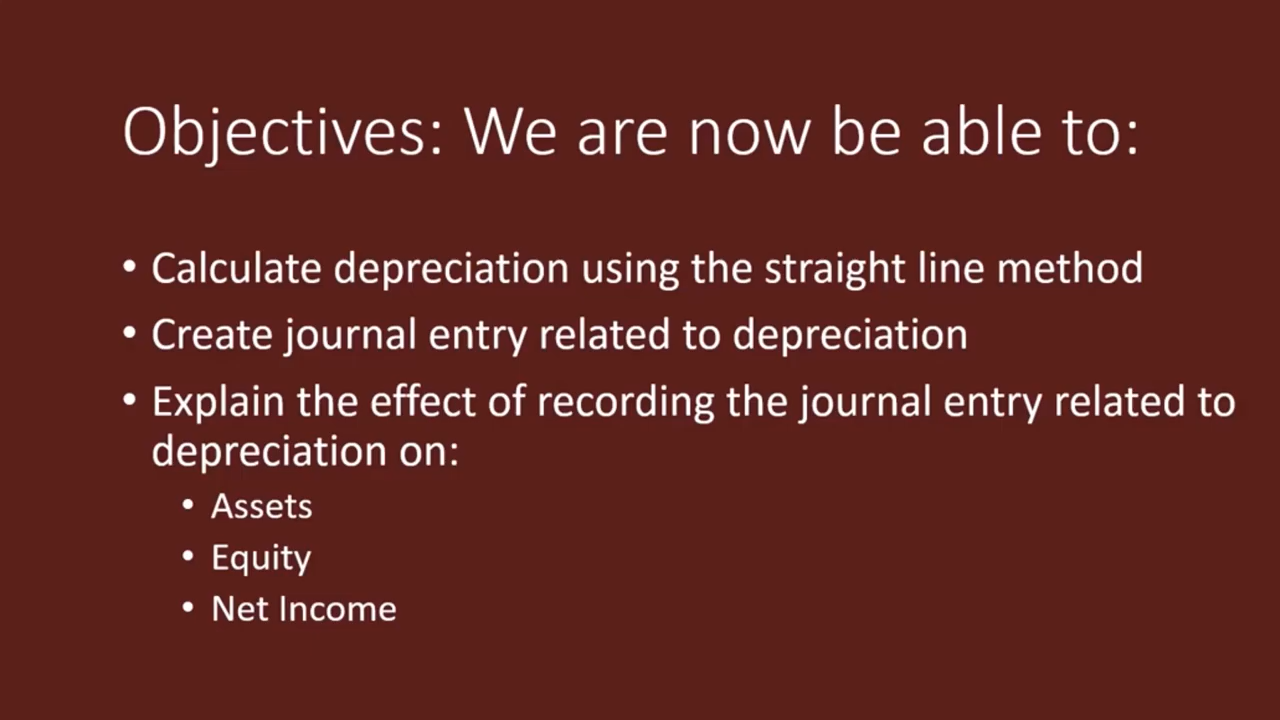 Objectives: We are now be able to:
• Calculate depreciation using the straight line method
• Create journal entry related to depreciation
• Explain the effect of recording the journal entry related to
depreciation on:
• Assets
• Equity
• Net Income